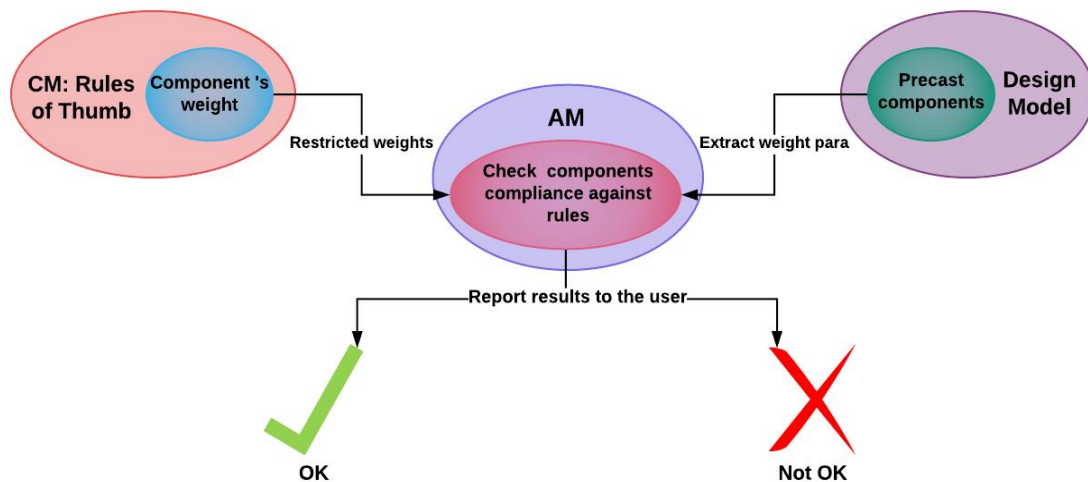 CM: Rules
of Thumb
Component 's
weight
Restricted weights
AM
Check components
compliance against
rules
Extract weight para
Precast
components
Design
Model
Report results to the user
OK
Not OK